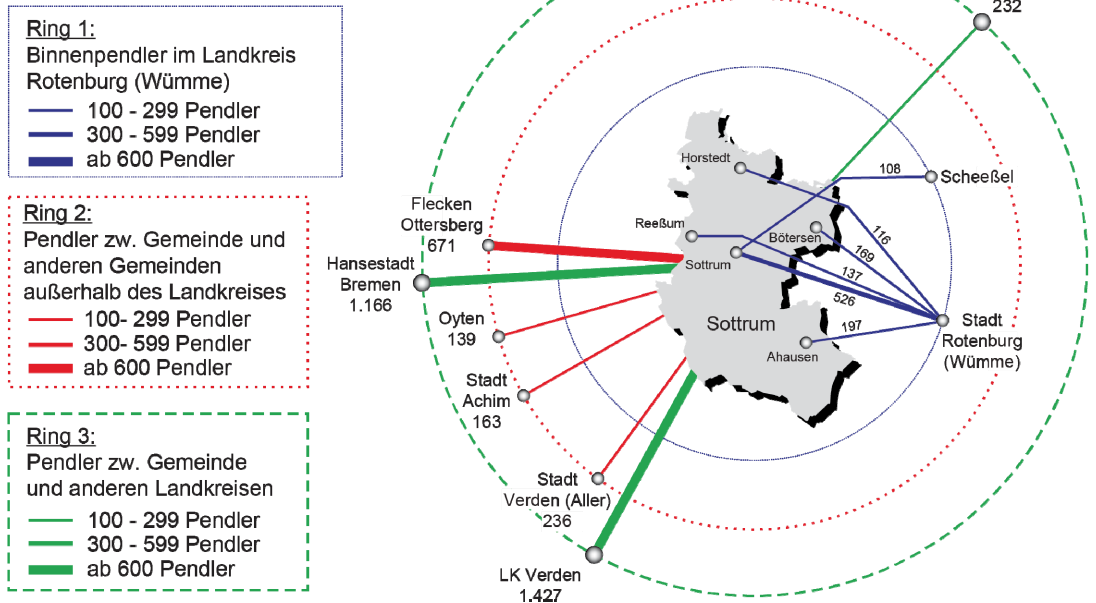 Ring 1:
Binnenpendler im Landkreis
Rotenburg (Wümme)
100 - 299 Pendler
300 - 599 Pendler
ab 600 Pendler
Ring 2:
Pendler zw. Gemeinde und
anderen Gemeinden
außerhalb des Landkreises
100- 299 Pendler
300- 599 Pendler
ab 600 Pendler
Ring 3:
Pendler zw. Gemeinde
und anderen Landkreisen
100 - 299 Pendler
300 - 599 Pendler
ab 600 Pendler
232
Horstedt
108
Scheeßel
Flecken
Ottersberg
671
Reeßum
Bötersen
116
169
Sottrum
137
526
Hansestadt
Bremen
1.166
Oyten
139
Sottrum
197
Ahausen
Stadt
Rotenburg
(Wümme)
Stadt
Achim
163
Stadt
Verden (Aller)
236
LK Verden
1.427